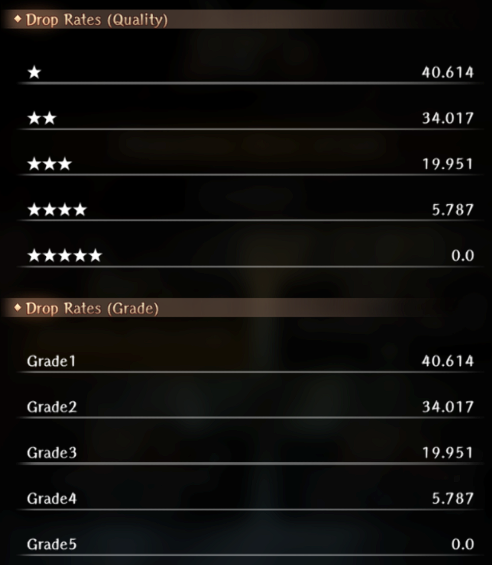 Drop Rates (Quality)
★ 40.614
★★ 34.017
★★★ 19.951
★★★★ 5.787
★★★★★ 0.0
Drop Rates (Grade)
Grade1 40.614
Grade2 34.017
Grade3 19.951
Grade4 5.787
Grade5 0.0